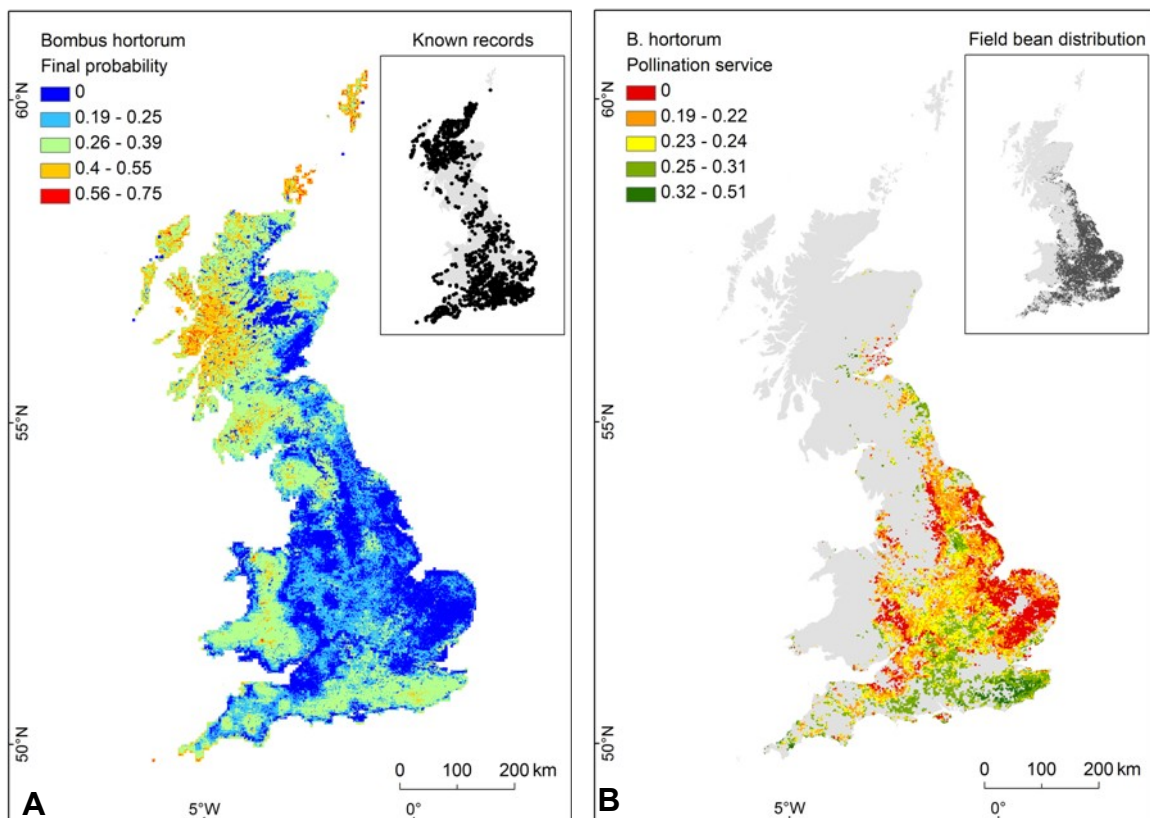 Bombus hortorum
Final probability
0
0.19 - 0.25
0.26 - 0.39
0.4 - 0.55
0.56 - 0.75
Known records
60°N
55°N
50°N
0 100 200 km
A
5°W 0°
B. hortorum
Pollination service
0
0.19 - 0.22
0.23 - 0.24
0.25 - 0.31
0.32 - 0.51
Field bean distribution
60°N
55°N
50°N
0 100 200 km
B
5°W 0°